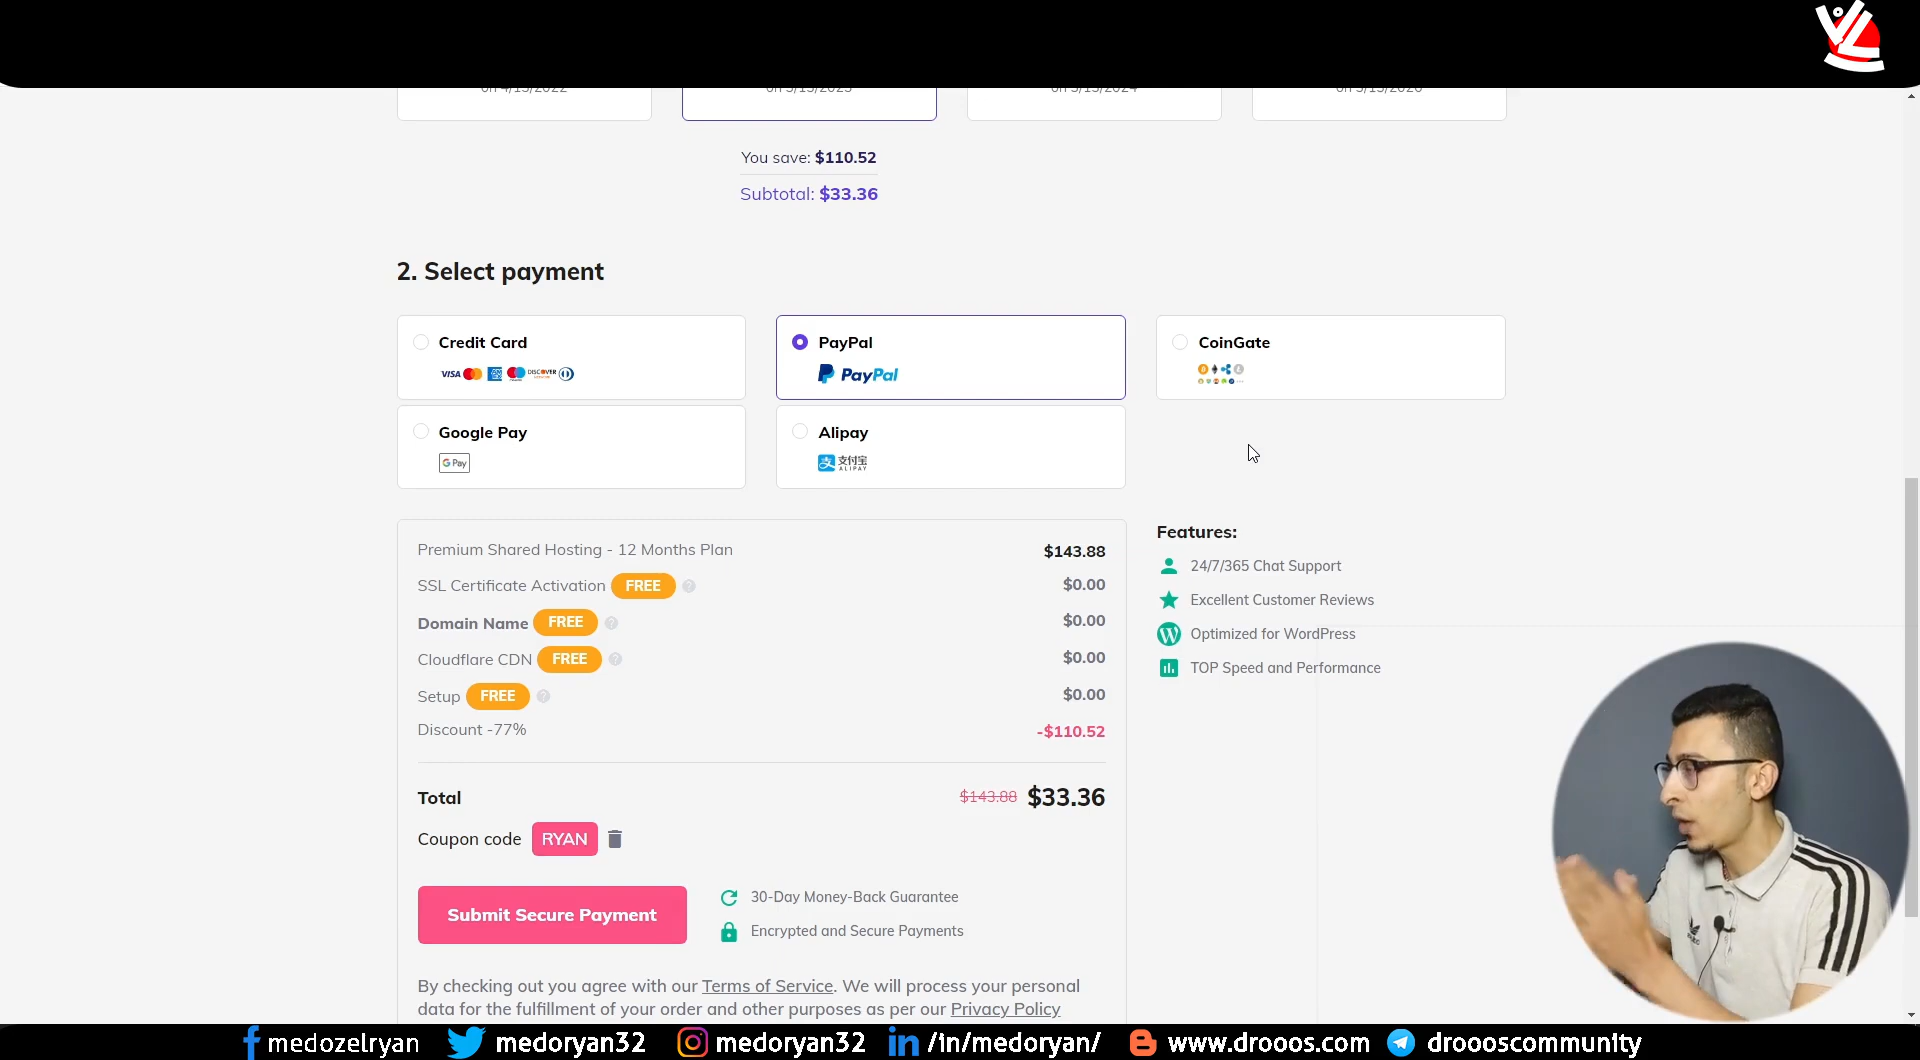 You save: $110.52
Subtotal: $33.36
2. Select payment
Credit Card
VISA
DISCOVER
PayPal
PayPal
CoinGate
Google Pay
G Pay
Alipay
支付宝
ALIPAY
Premium Shared Hosting - 12 Months Plan $143.88
SSL Certificate Activation FREE ? $0.00
Domain Name FREE ? $0.00
Cloudflare CDN FREE ? $0.00
Setup FREE ? $0.00
Discount -77% -$110.52
Total $143.88 $33.36
Coupon code RYAN
Submit Secure Payment
30-Day Money-Back Guarantee
Encrypted and Secure Payments
By checking out you agree with our Terms of Service. We will process your personal
data for the fulfillment of your order and other purposes as per our Privacy Policy
Features:
24/7/365 Chat Support
Excellent Customer Reviews
Optimized for WordPress
TOP Speed and Performance
medozelryan medoryan32 medoryan32 /in/medoryan/ www.drooos.com droooscommunity